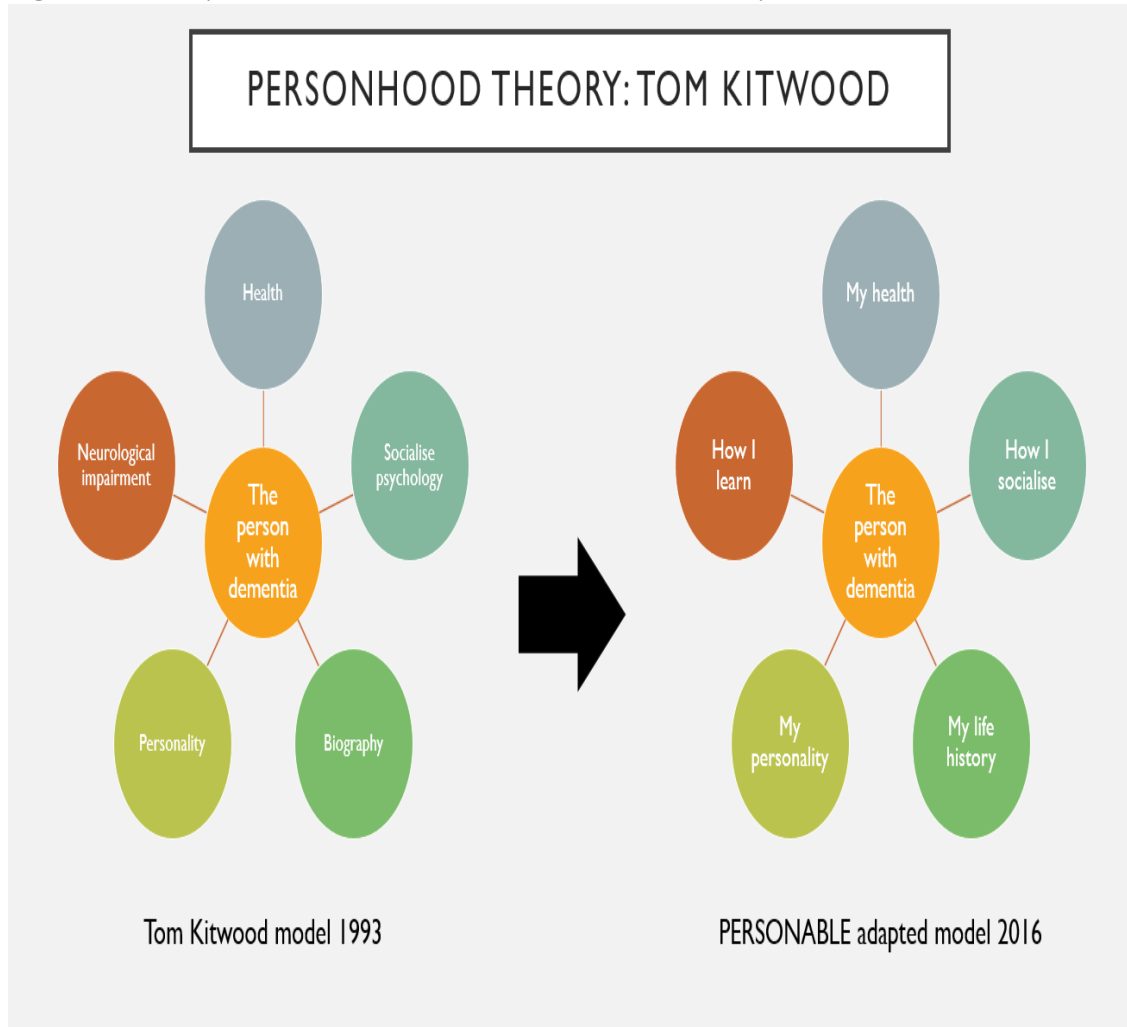 PERSONHOOD THEORY: TOM KITWOOD
Health
Neurological
impairment
Socialise
psychology
The
person
with
dementia
Personality
Biography
Tom Kitwood model 1993
My health
How I
learn
How I
socialise
The
person
with
dementia
My
personality
My life
history
PERSONABLE adapted model 2016